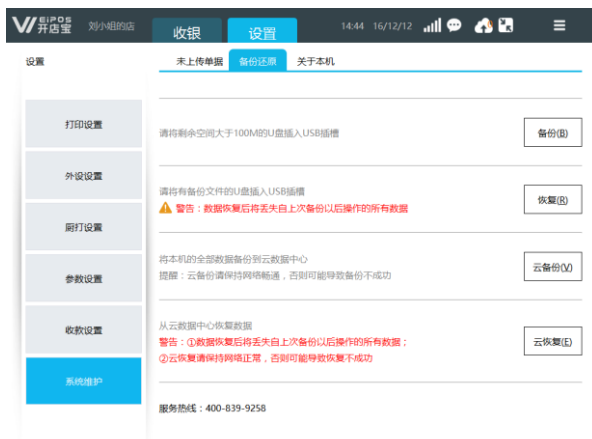 EiPOS
开店宝
刘小姐的店
收银
设置
14:44 16/12/12
设置
未上传单据
备份还原
关于本机
打印设置
外设设置
厨打设置
参数设置
收款设置
系统维护
请将剩余空间大于100M的U盘插入USB插槽
备份(B)
请将有备份文件的U盘插入USB插槽
警告：数据恢复后将丢失自上次备份以后操作的所有数据
恢复(R)
将本机的全部数据备份到云数据中心
提醒：云备份请保持网络畅通，否则可能导致备份不成功
云备份(V)
从云数据中心恢复数据
警告：①数据恢复后将丢失自上次备份以后操作的所有数据；
②云恢复请保持网络正常，否则可能导致恢复不成功
云恢复(E)
服务热线：400-839-9258